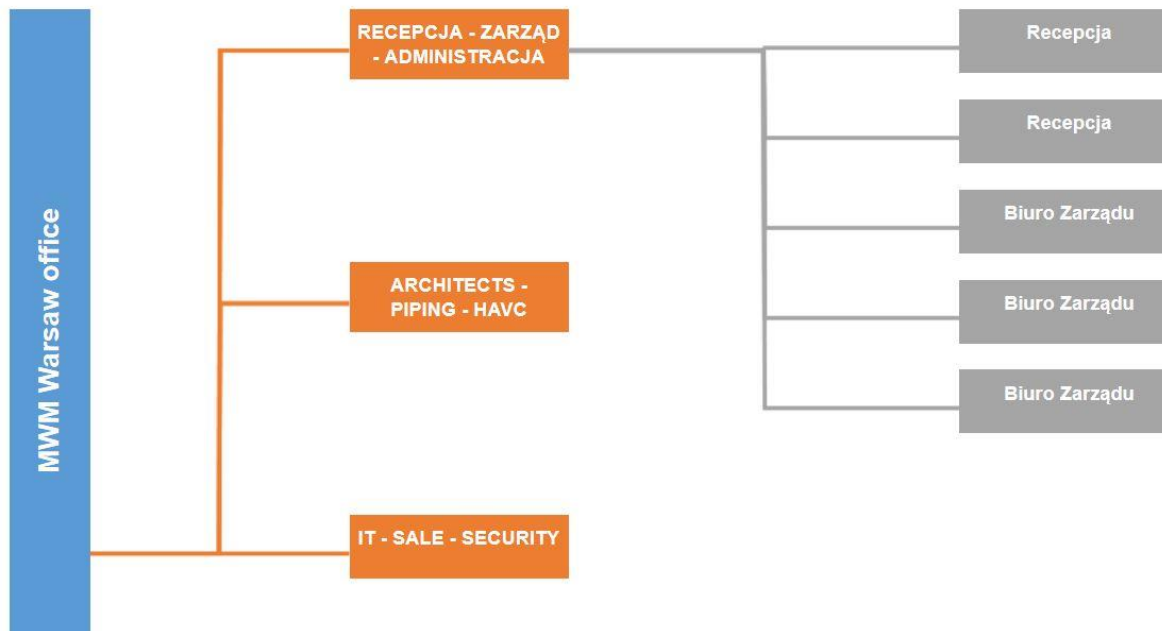 MWM Warsaw office
RECEPCJA - ZARZĄD
- ADMINISTRACJA
ARCHITECTS -
PIPING - HAVC
IT - SALE - SECURITY
Recepcja
Recepcja
Biuro Zarządu
Biuro Zarządu
Biuro Zarządu